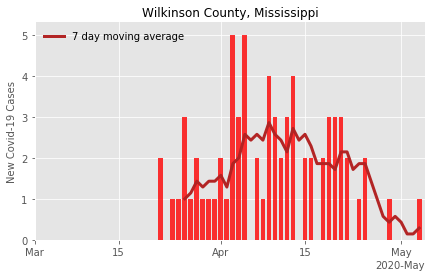 Wilkinson County, Mississippi
7 day moving average
New Covid-19 Cases
5
4
3
2
1
0
Mar 15 Apr 15 May
2020-May